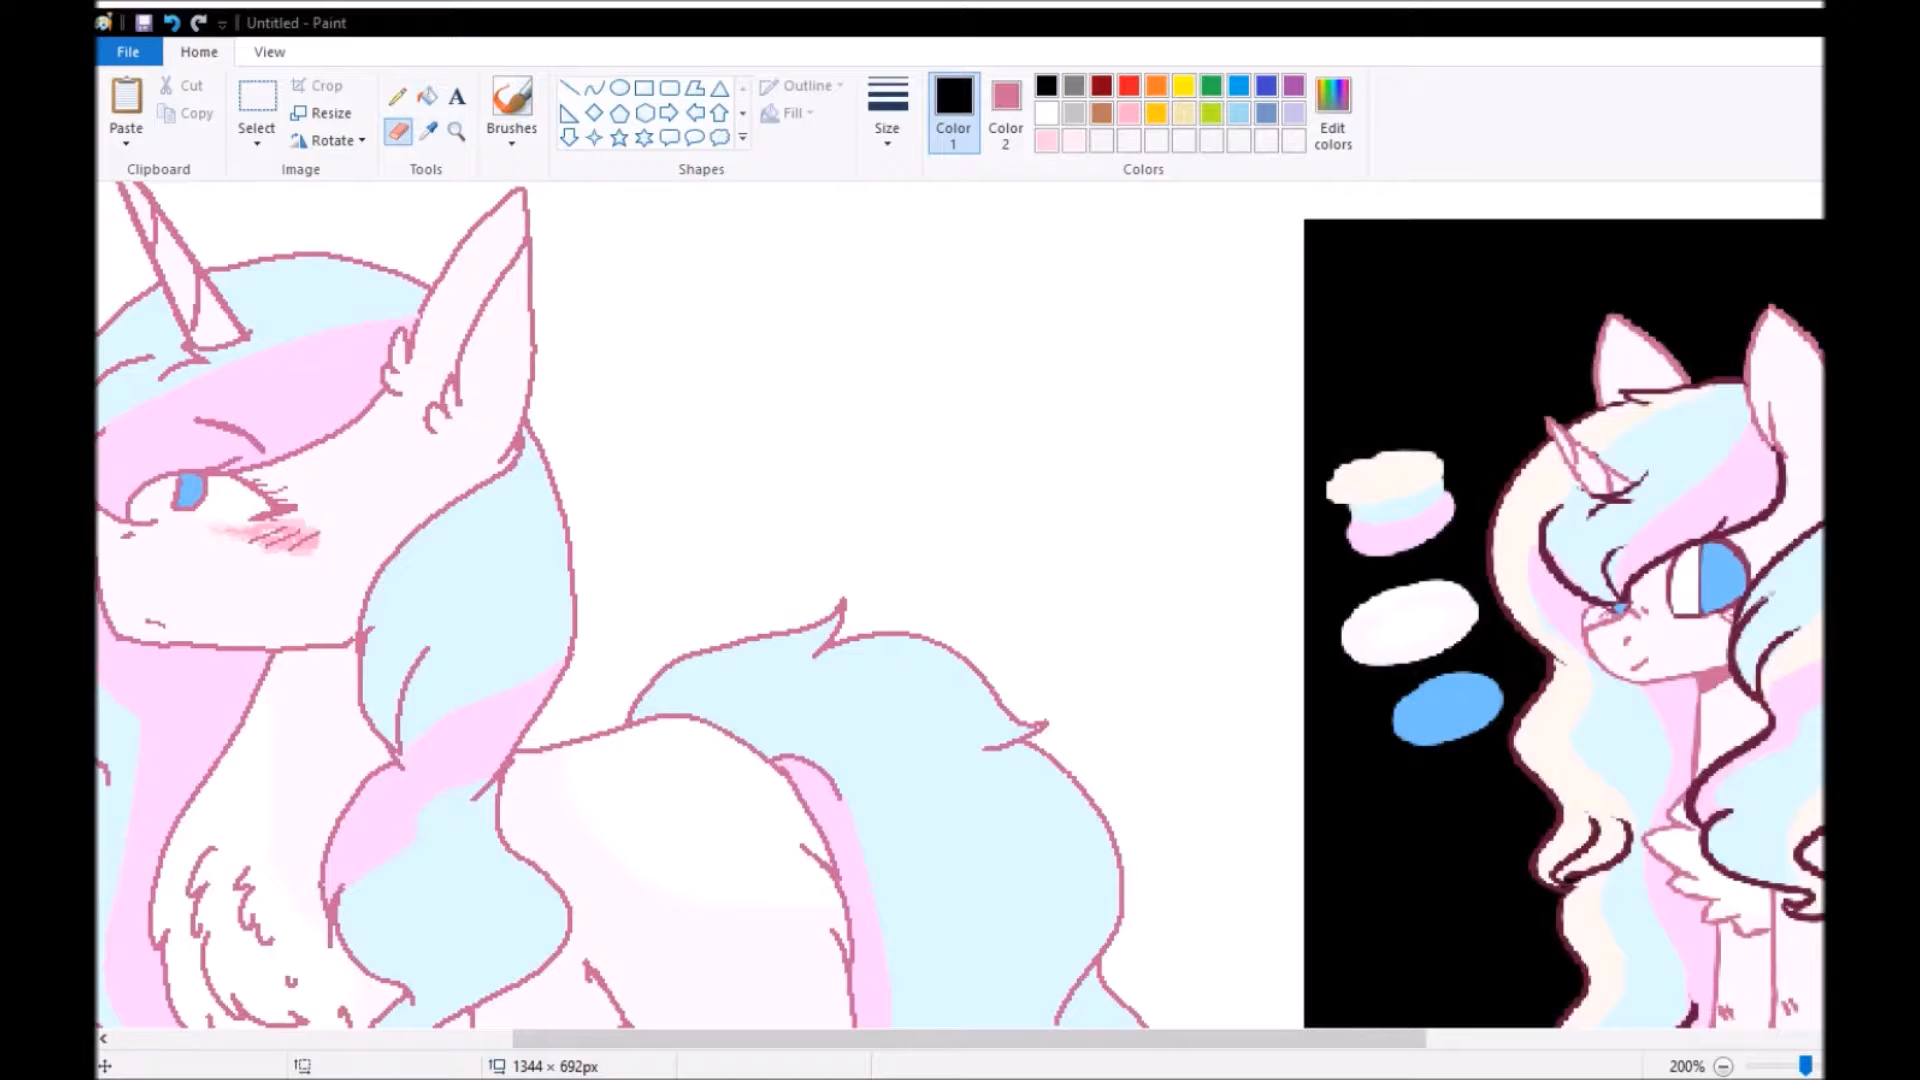 Untitled - Paint
File Home View
Cut Crop Outline
Copy Resize Fill
Paste Select Rotate A Brushes Size Color 1 Color 2 Edit colors
Clipboard Image Tools Shapes Colors
1344 × 692px 200%